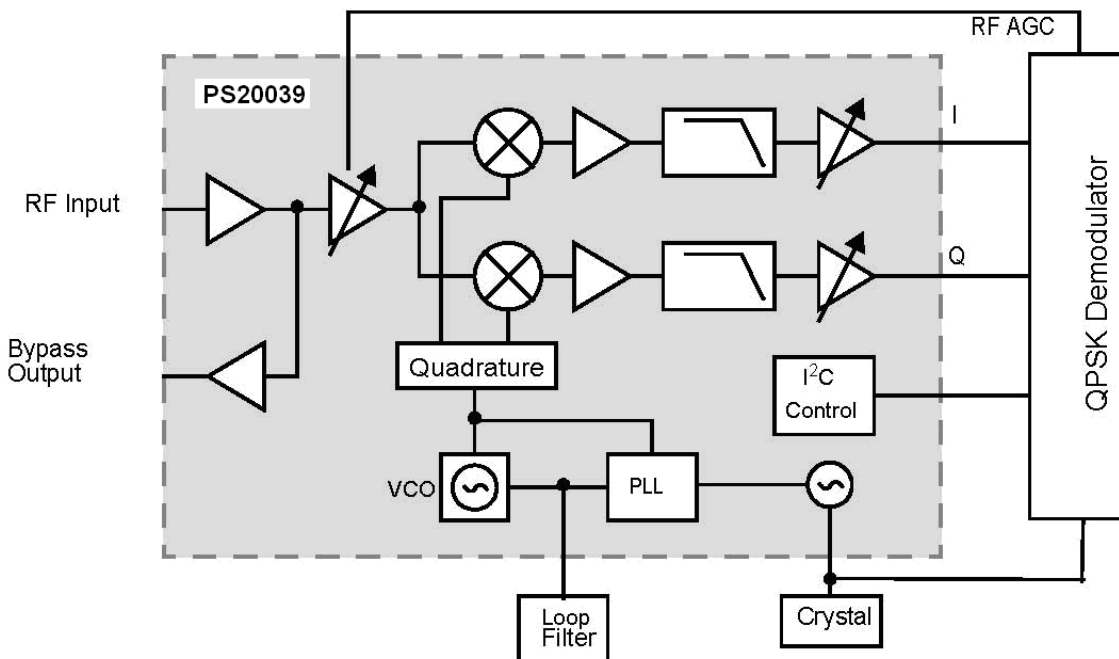 RF AGC
PS20039
I
RF Input
Q
Bypass
Output
Quadrature
I²C
Control
QPSK Demodulator
VCO
PLL
Loop
Filter
Crystal